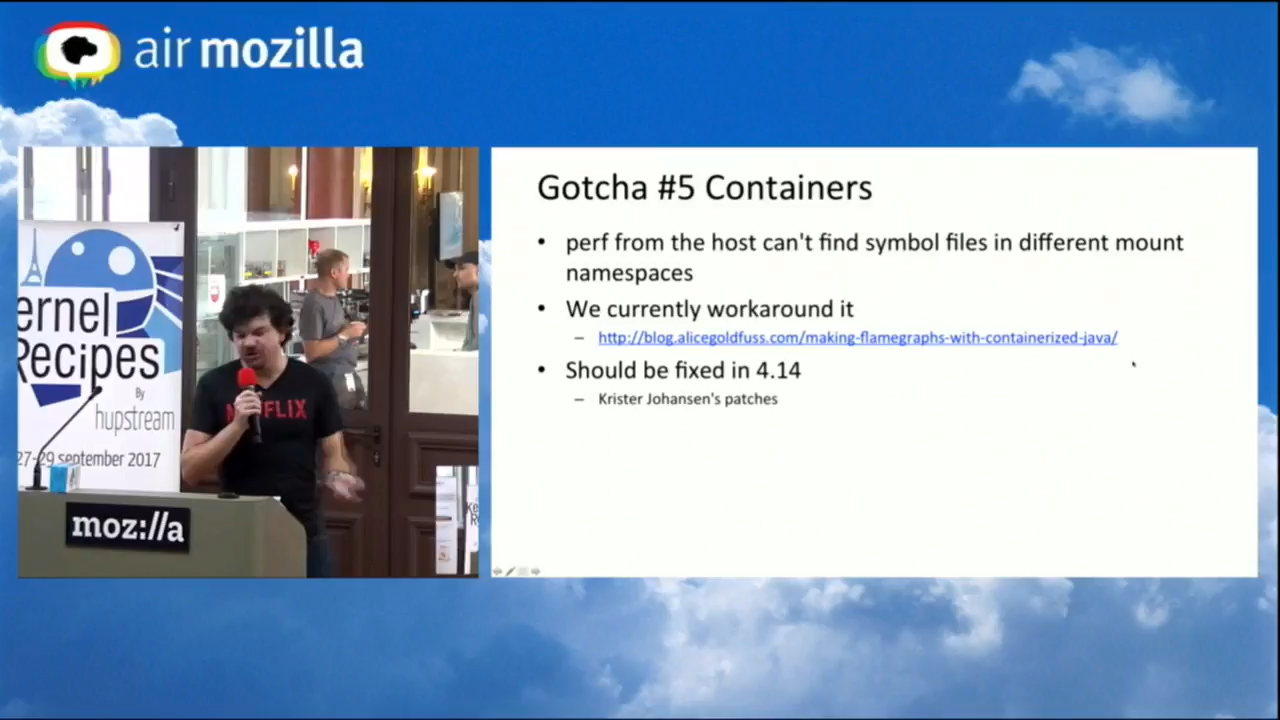 air mozilla
ernel
Recipes
By
hupstream
27-29 september 2017
NETFLIX
moz://a
Gotcha #5 Containers
• perf from the host can't find symbol files in different mount
namespaces
• We currently workaround it
– http://blog.alicegoldfuss.com/making-flamegraphs-with-containerized-java/
• Should be fixed in 4.14
– Krister Johansen's patches